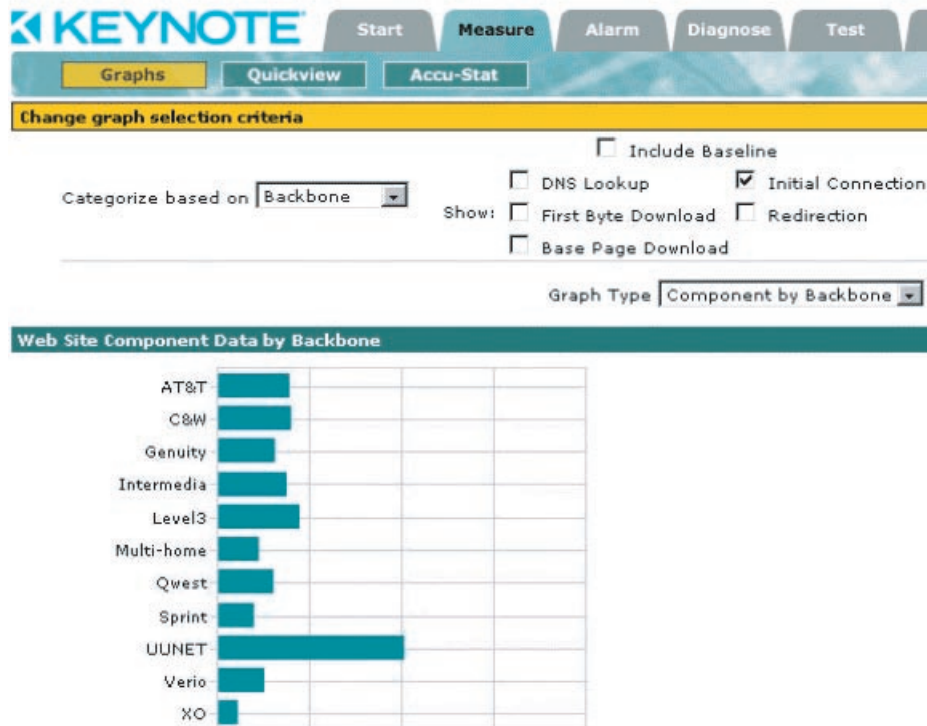 KEYNOTE
Start Measure Alarm Diagnose Test
Graphs Quickview Accu-Stat
Change graph selection criteria
Include Baseline
Categorize based on Backbone Show:
DNS Lookup Initial Connection
First Byte Download Redirection
Base Page Download
Graph Type Component by Backbone
Web Site Component Data by Backbone
AT&T
C&W
Genuity
Intermedia
Level3
Multi-home
Qwest
Sprint
UUNET
Verio
XO